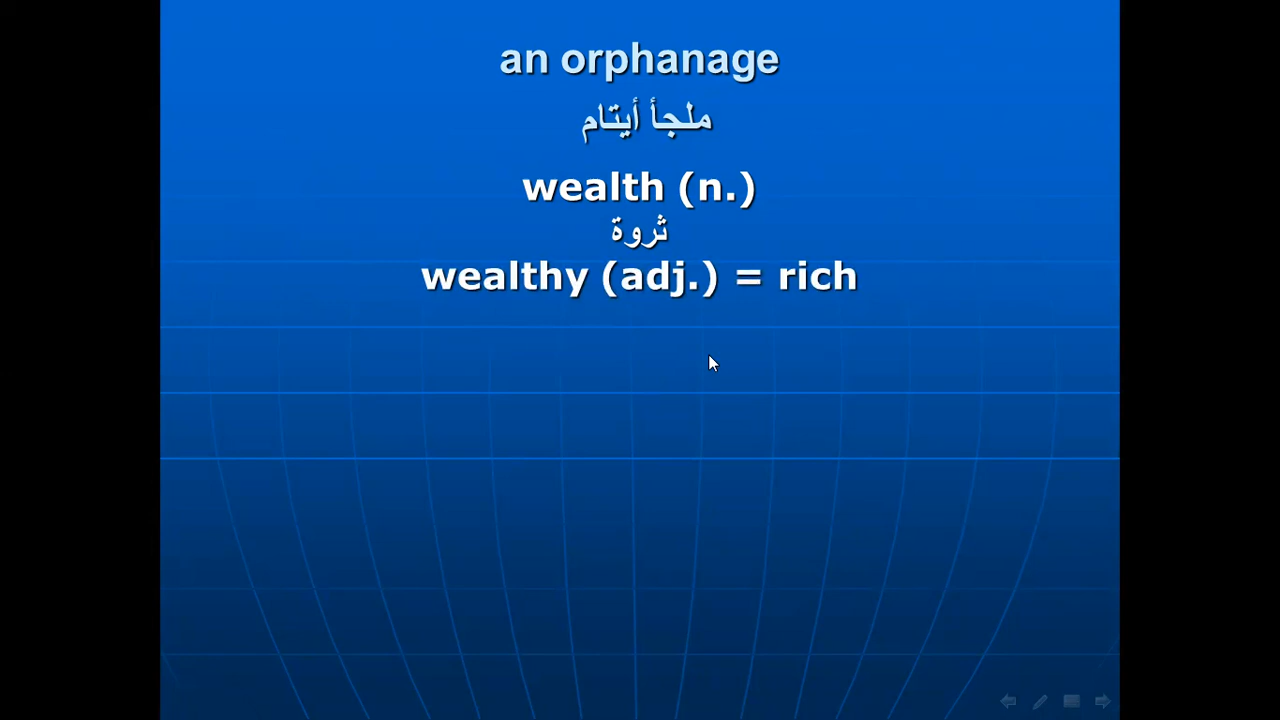 an orphanage
ملجأ أيتام
wealth (n.)
ثروة
wealthy (adj.) = rich